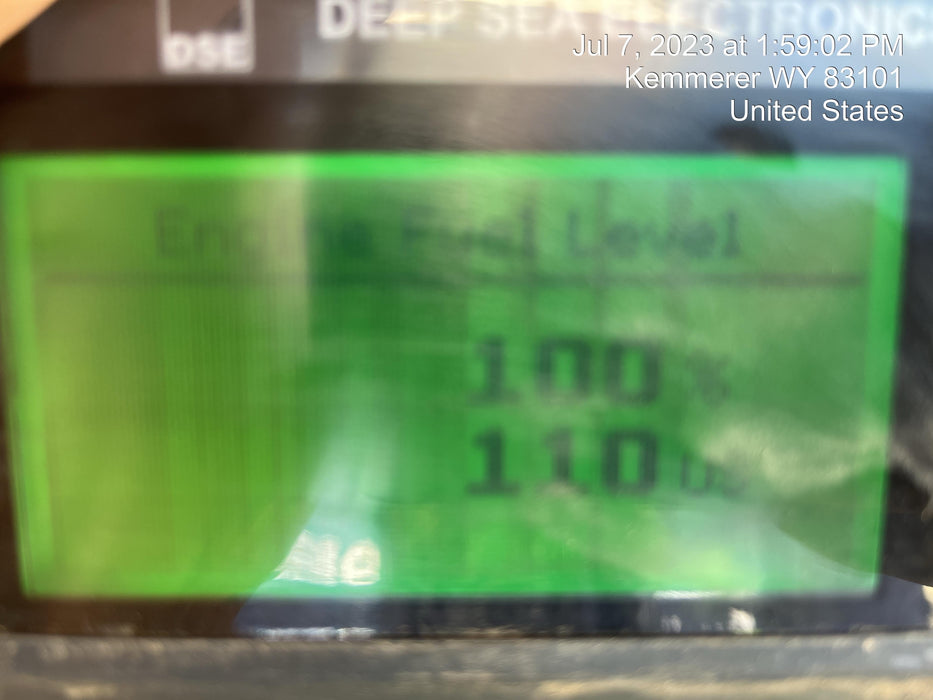 DSE
DEEP SEA ELECTRONIC
Jul 7, 2023 at 1:59:02 PM
Kemmerer WY 83101
United States
Engine Fuel Level
100 %
110